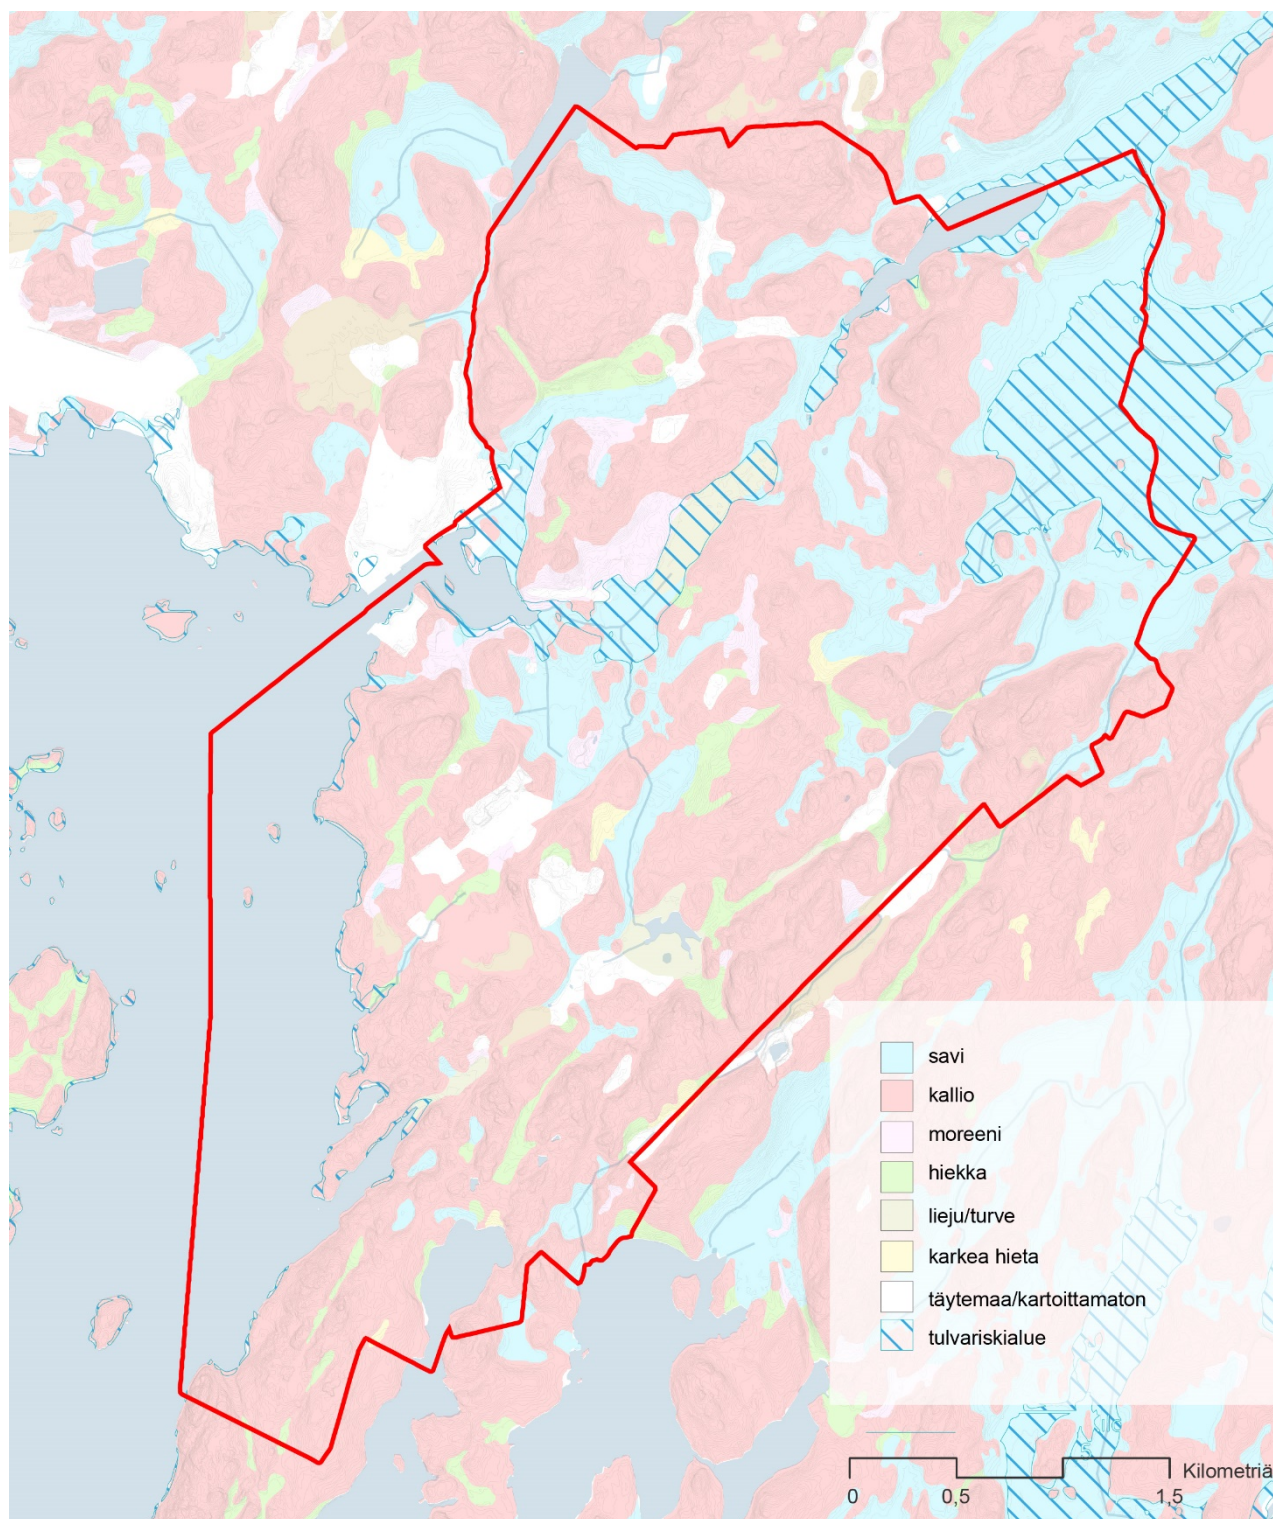 savi
kallio
moreeni
hiekka
lieju/turve
karkea hieta
täytemaa/kartoittamaton
tulvariskialue
Kilometriä
0 0,5 1,5